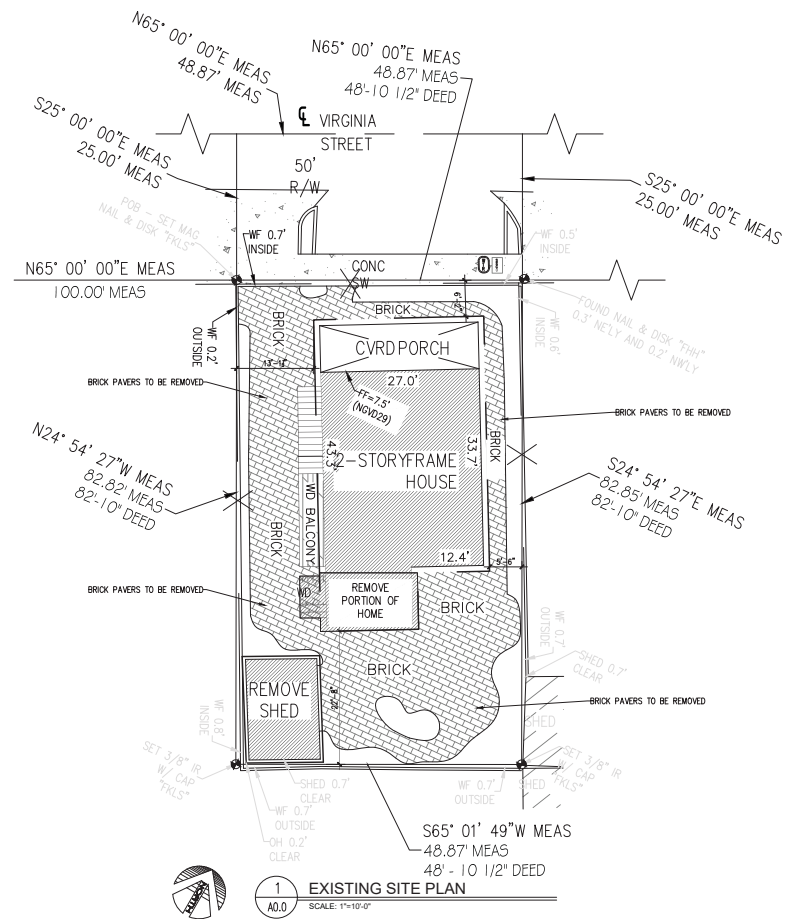 N65° 00' 00"E MEAS
48.87' MEAS
N65° 00' 00"E MEAS
48.87' MEAS
48'-10 1/2" DEED
℄ VIRGINIA
STREET
S25° 00' 00"E MEAS
25.00' MEAS
50'
R/W
S25° 00' 00"E MEAS
25.00' MEAS
POB - SET MAG
NAIL & DISK "FKLS"
WF 0.7'
INSIDE
WF 0.5'
INSIDE
CONC
SW
N65° 00' 00"E MEAS
100.00' MEAS
FOUND NAIL & DISK "FHH"
0.3' NE'LY AND 0.2' NWLY
WF 0.2'
OUTSIDE
WF 0.6'
INSIDE
6'-2"
BRICK
BRICK
CVRD PORCH
BRICK PAVERS TO BE REMOVED
27.0'
FF=7.5'
(NGVD29)
BRICK PAVERS TO BE REMOVED
BRICK
N24° 54' 27"W MEAS
82.82' MEAS
82'-10" DEED
43.3'
33.7'
2-STORY FRAME
HOUSE
S24° 54' 27"E MEAS
82.85' MEAS
82'-10" DEED
WD BALCONY
BRICK
12.4'
5'-6"
BRICK PAVERS TO BE REMOVED
WD
REMOVE
PORTION OF
HOME
BRICK
WF 0.7'
OUTSIDE
SHED 0.7'
CLEAR
BRICK
REMOVE
SHED
22'-8"
BRICK PAVERS TO BE REMOVED
WF 0.8'
INSIDE
SHED
SET 3/8" IR
W/ CAP
"FKLS"
SET 3/8" IR
W/ CAP
"FKLS"
SHED 0.7'
CLEAR
WF 0.7'
OUTSIDE
SHED
WF 0.7'
OUTSIDE
OH 0.2'
CLEAR
S65° 01' 49"W MEAS
48.87' MEAS
48' - 10 1/2" DEED
NORTH
1
A0.0
EXISTING SITE PLAN
SCALE: 1"=10'-0"